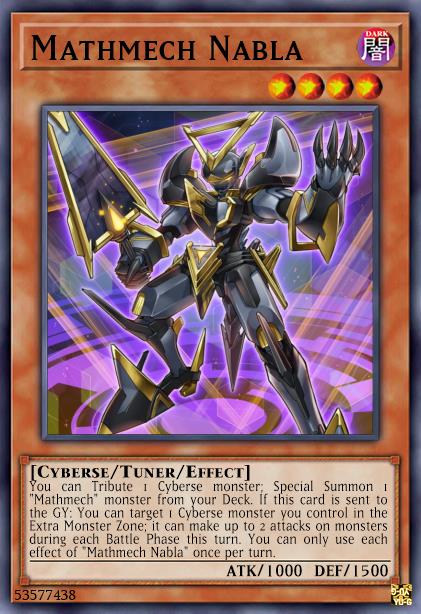 Mathmech Nabla
DARK
闇
[Cyberse/Tuner/Effect]
You can Tribute 1 Cyberse monster; Special Summon 1
"Mathmech" monster from your Deck. If this card is sent to
the GY: You can target 1 Cyberse monster you control in the
Extra Monster Zone; it can make up to 2 attacks on monsters
during each Battle Phase this turn. You can only use each
effect of "Mathmech Nabla" once per turn.
ATK/1000 DEF/1500
53577438